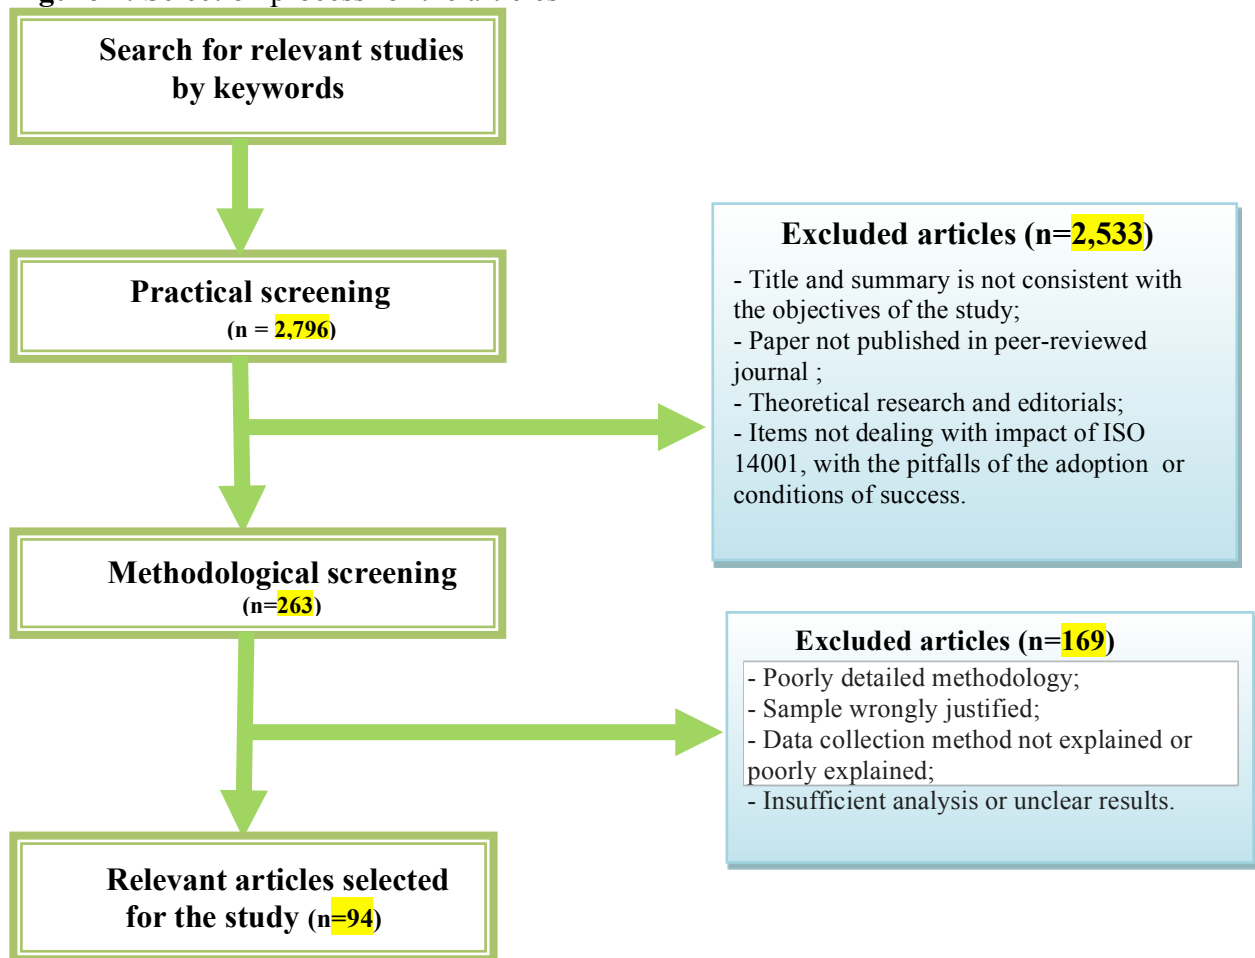 Search for relevant studies
by keywords
Practical screening
(n = 2,796)
Excluded articles (n=2,533)
- Title and summary is not consistent with
the objectives of the study;
- Paper not published in peer-reviewed
journal ;
- Theoretical research and editorials;
- Items not dealing with impact of ISO
14001, with the pitfalls of the adoption or
conditions of success.
Methodological screening
(n=263)
Excluded articles (n=169)
- Poorly detailed methodology;
- Sample wrongly justified;
- Data collection method not explained or
poorly explained;
- Insufficient analysis or unclear results.
Relevant articles selected
for the study (n=94)